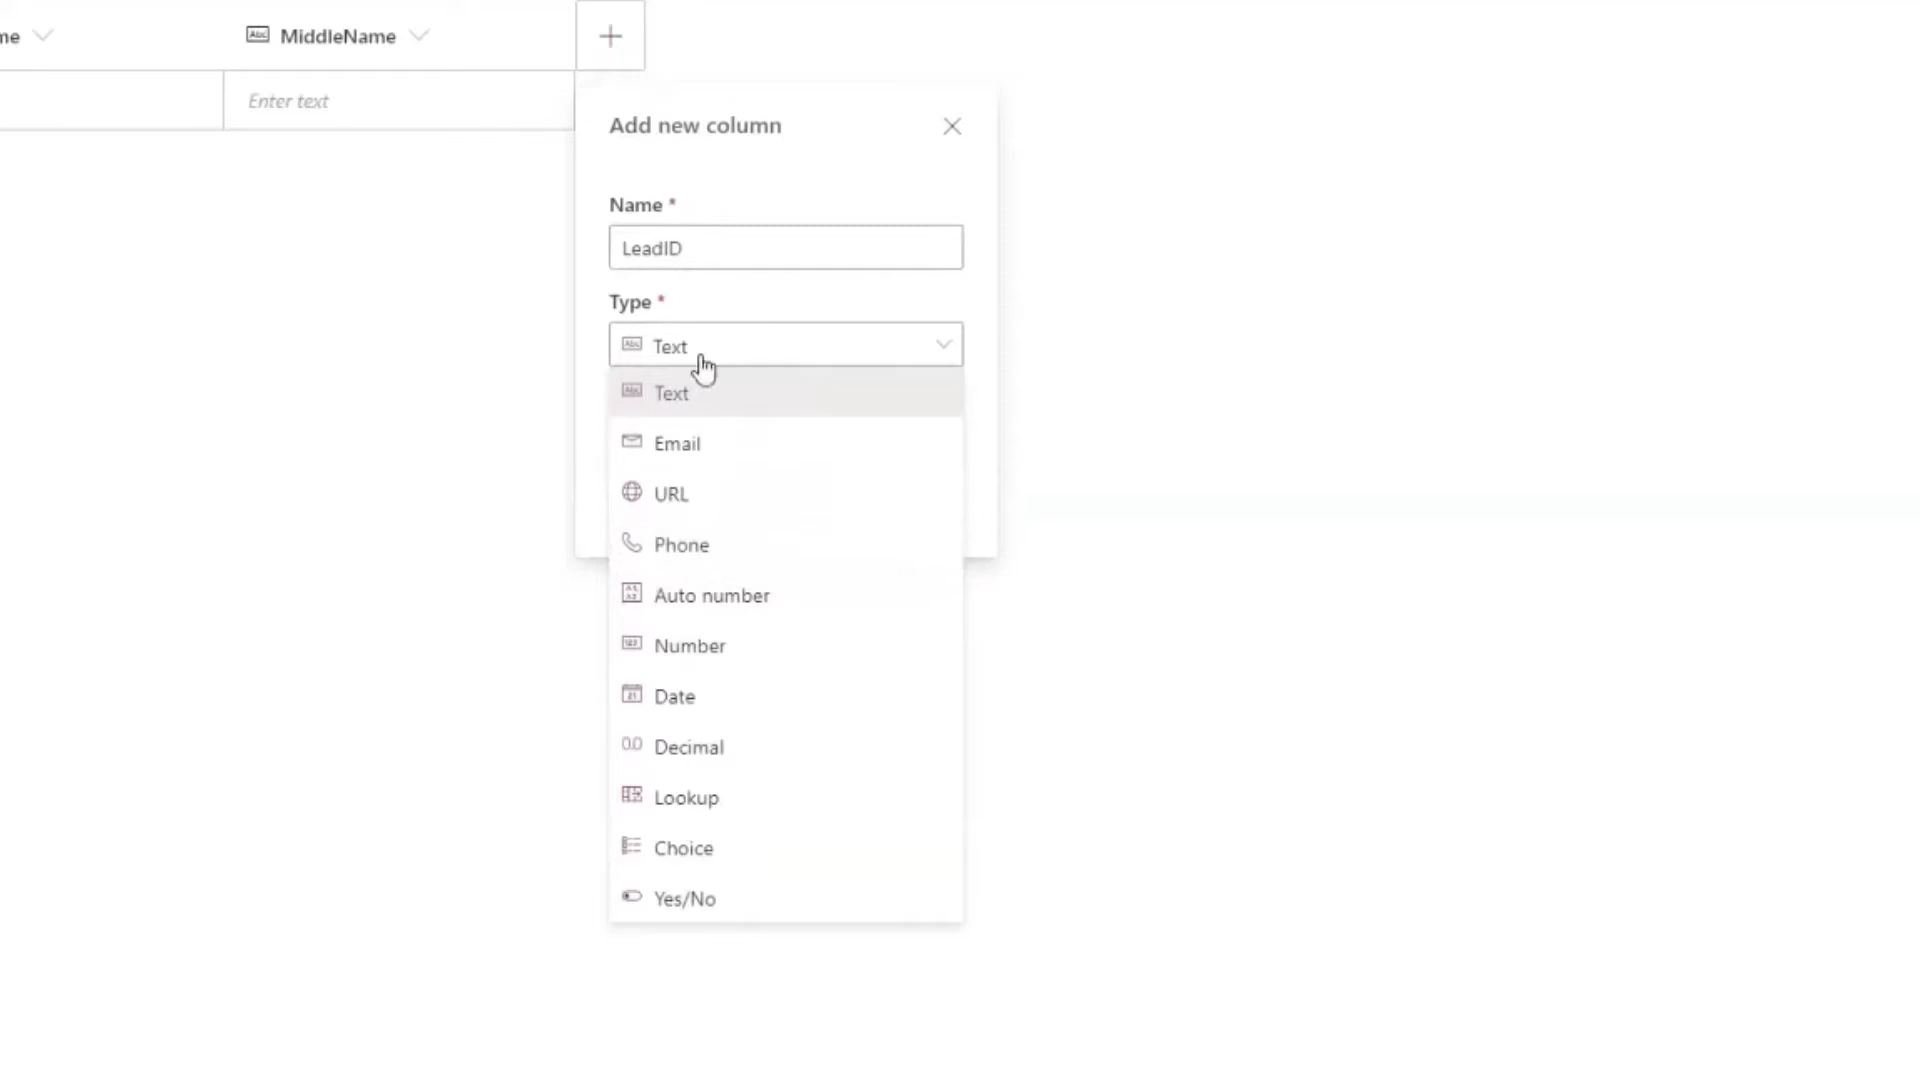 me
MiddleName
Enter text
Add new column
Name *
LeadID
Type *
Text
Text
Email
URL
Phone
Auto number
Number
Date
Decimal
Lookup
Choice
Yes/No